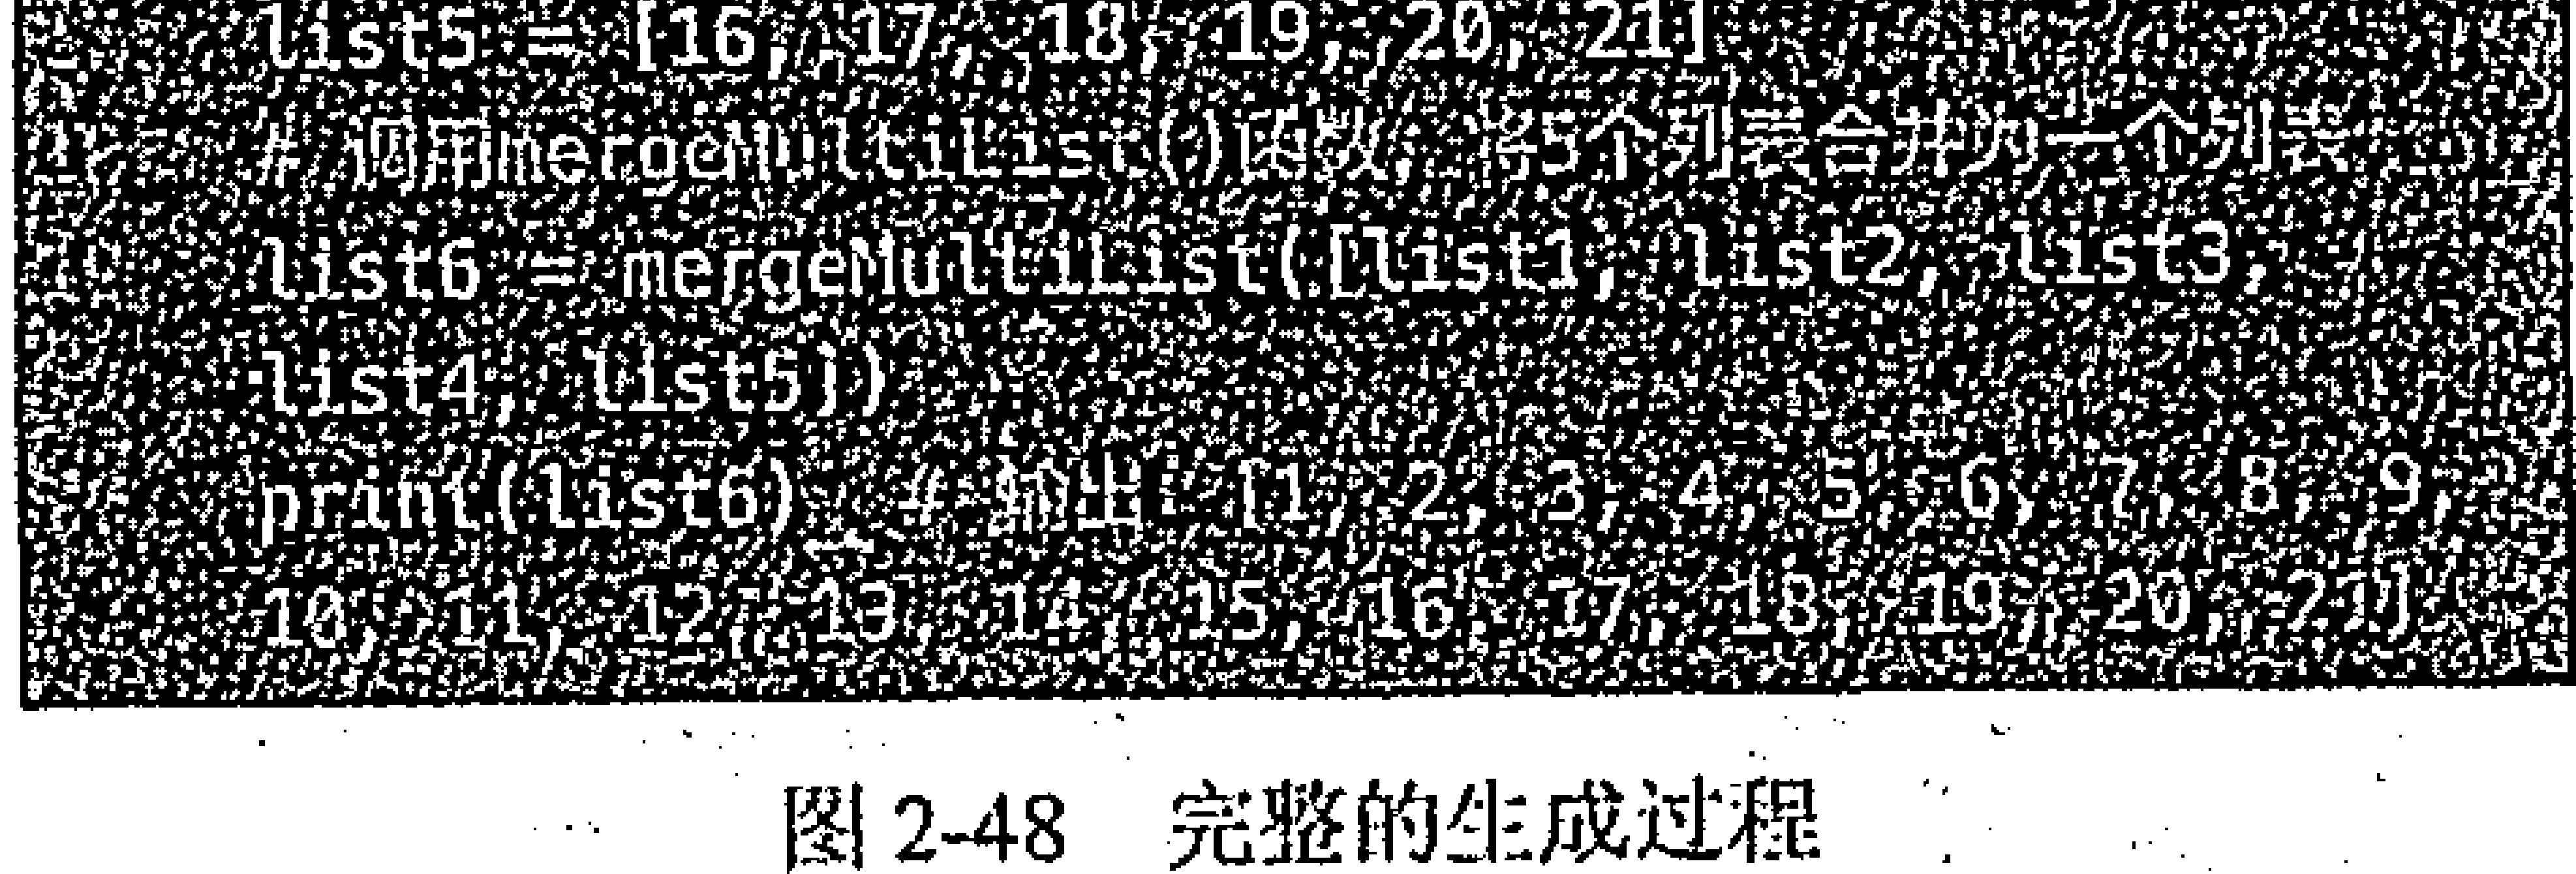 list5 = [16, 17, 18, 19, 20, 21]
# 调用mergeMultiList()函数，将5个列表合并为一个列表
list6 = mergeMultiList([list1, list2, list3,
list4, list5])
print(list6)  # 输出：[1, 2, 3, 4, 5, 6, 7, 8, 9,
10, 11, 12, 13, 14, 15, 16, 17, 18, 19, 20, 21]
图 2-48 完整的生成过程